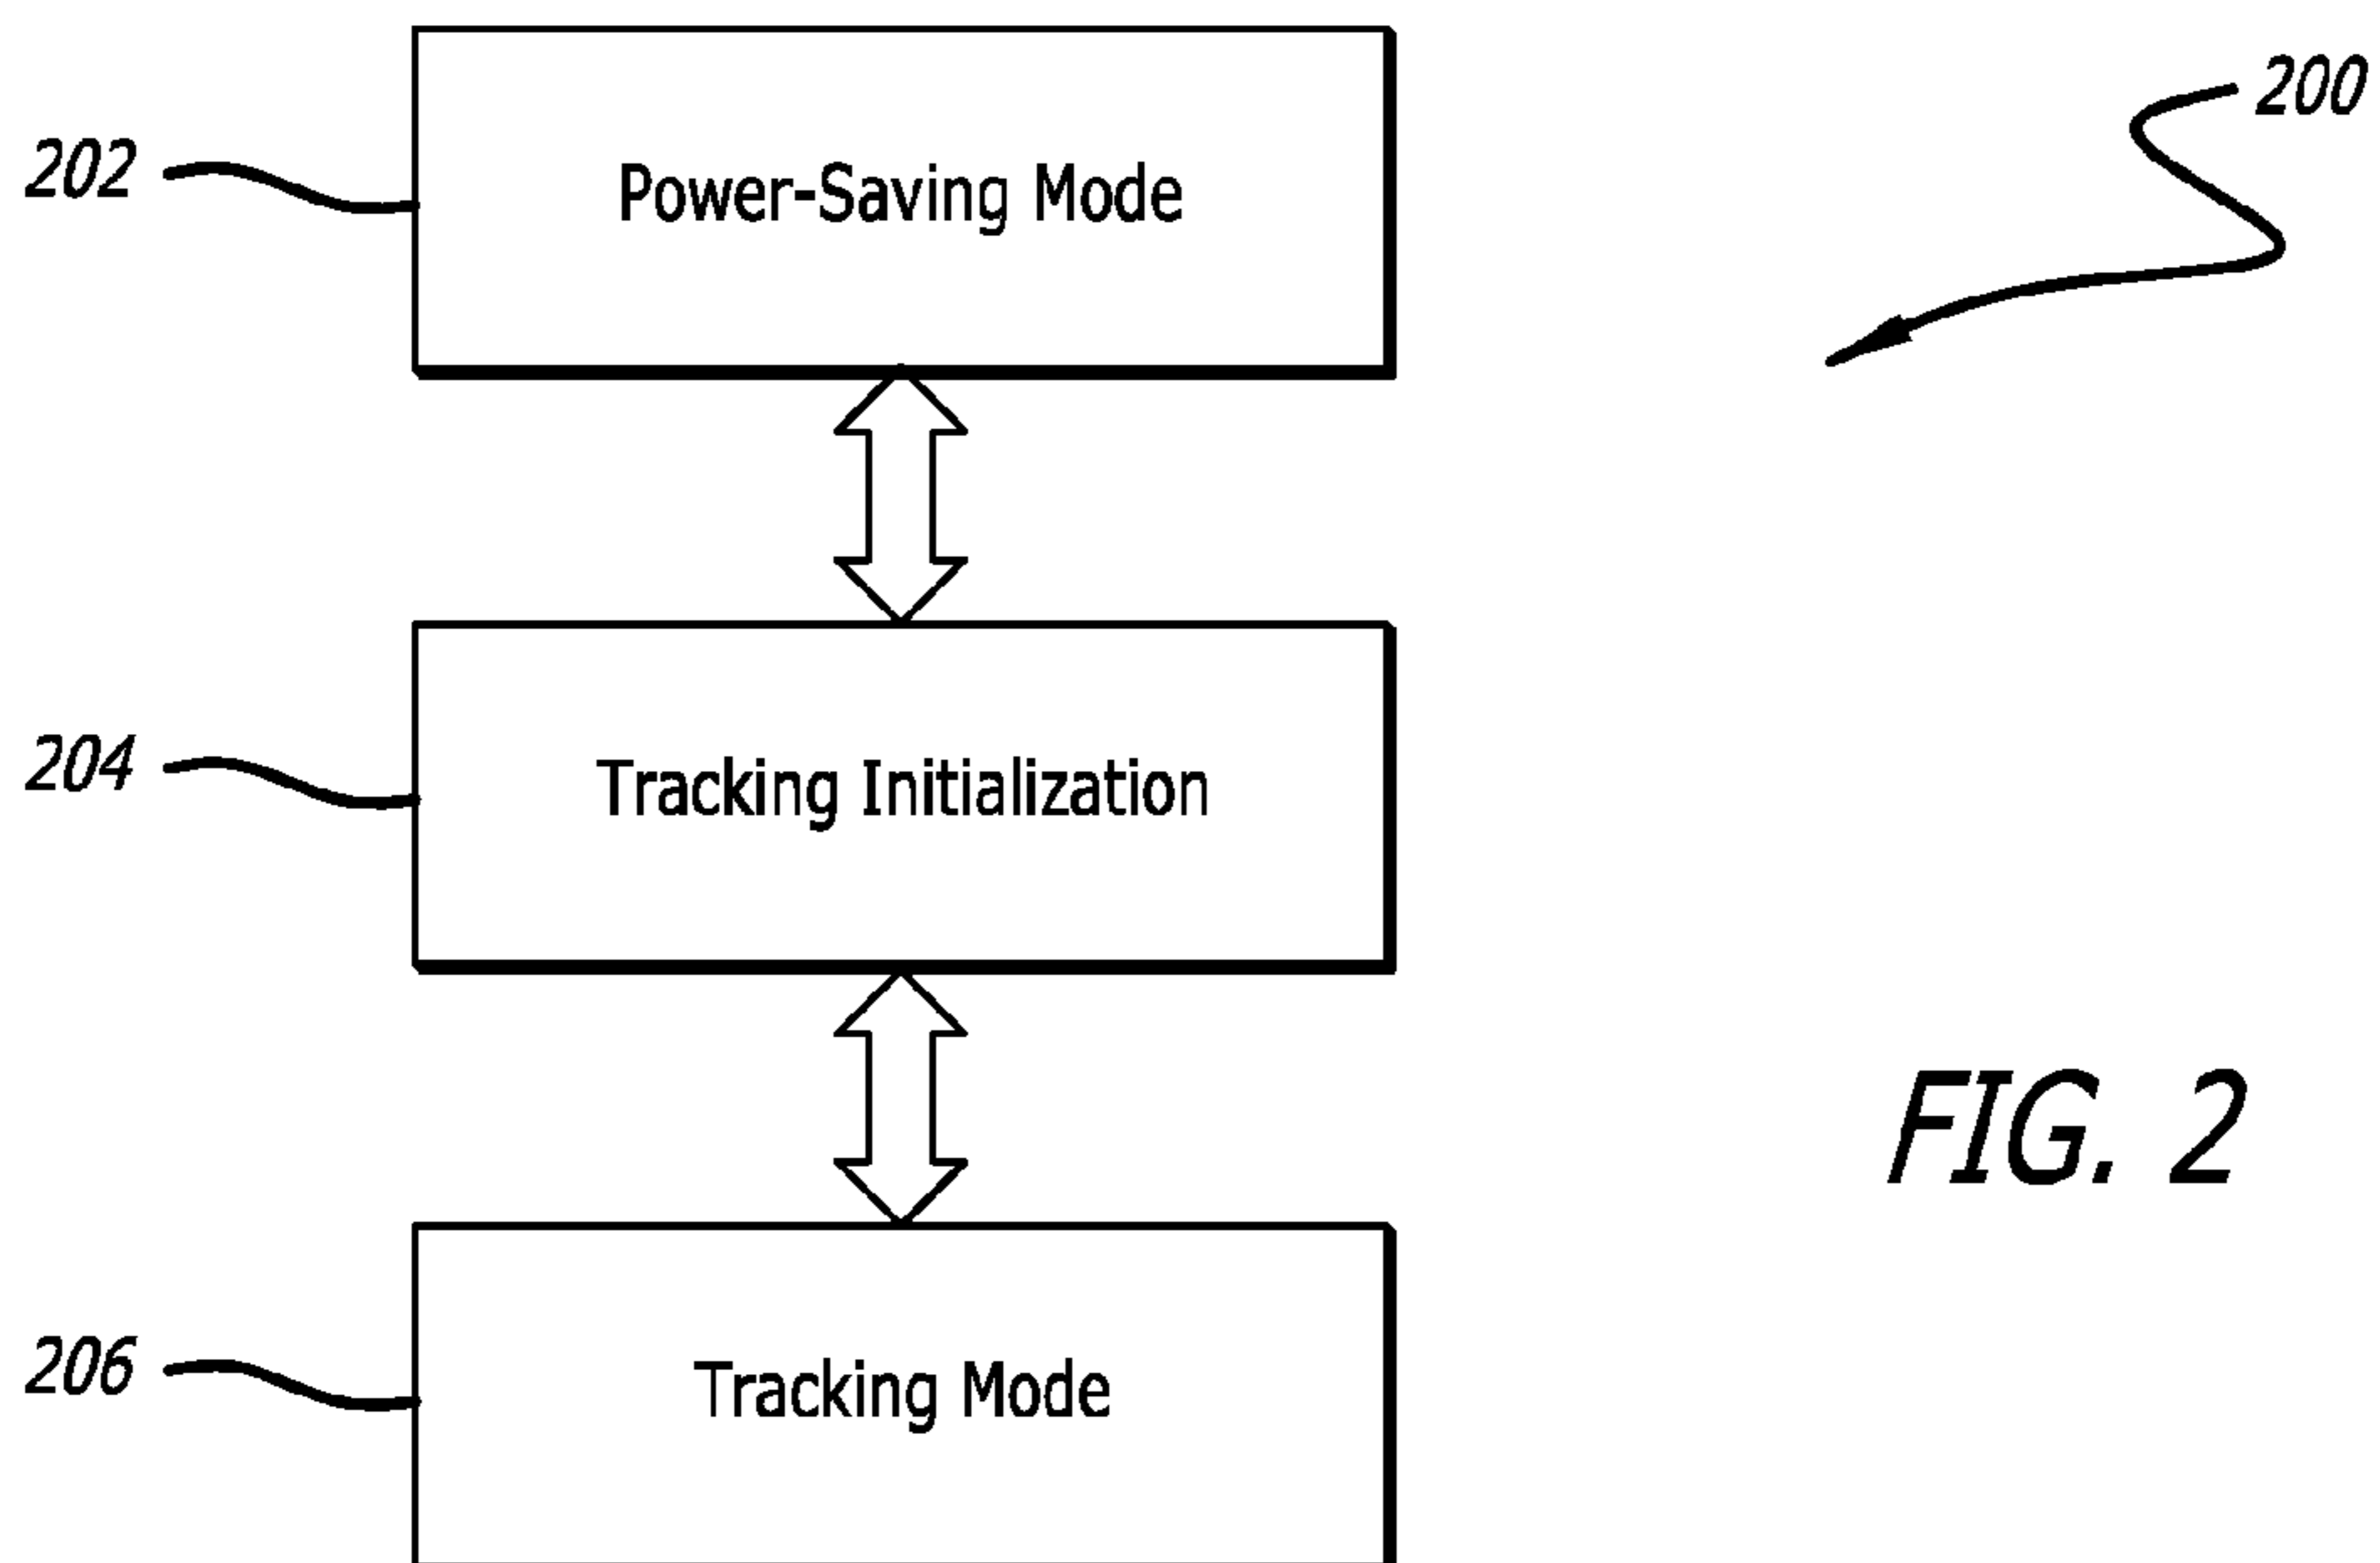 200
202
Power-Saving Mode
204
Tracking Initialization
FIG. 2
206
Tracking Mode